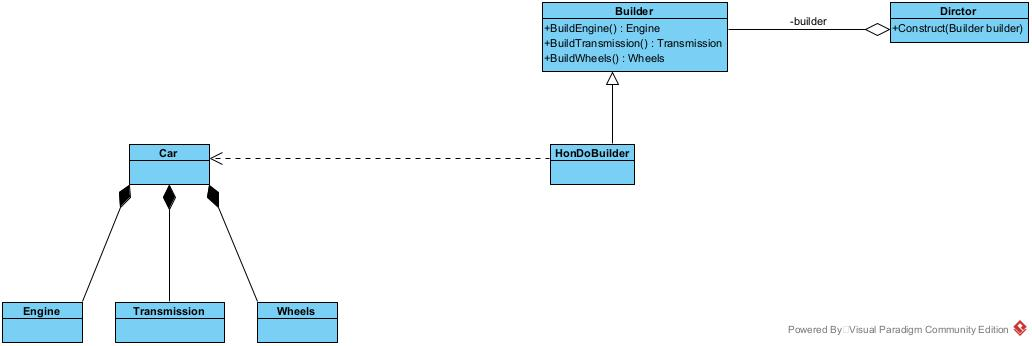 Builder
+BuildEngine() : Engine
+BuildTransmission() : Transmission
+BuildWheels() : Wheels
-builder
Dirctor
+Construct(Builder builder)
Car
HonDoBuilder
Engine
Transmission
Wheels
Powered By Visual Paradigm Community Edition